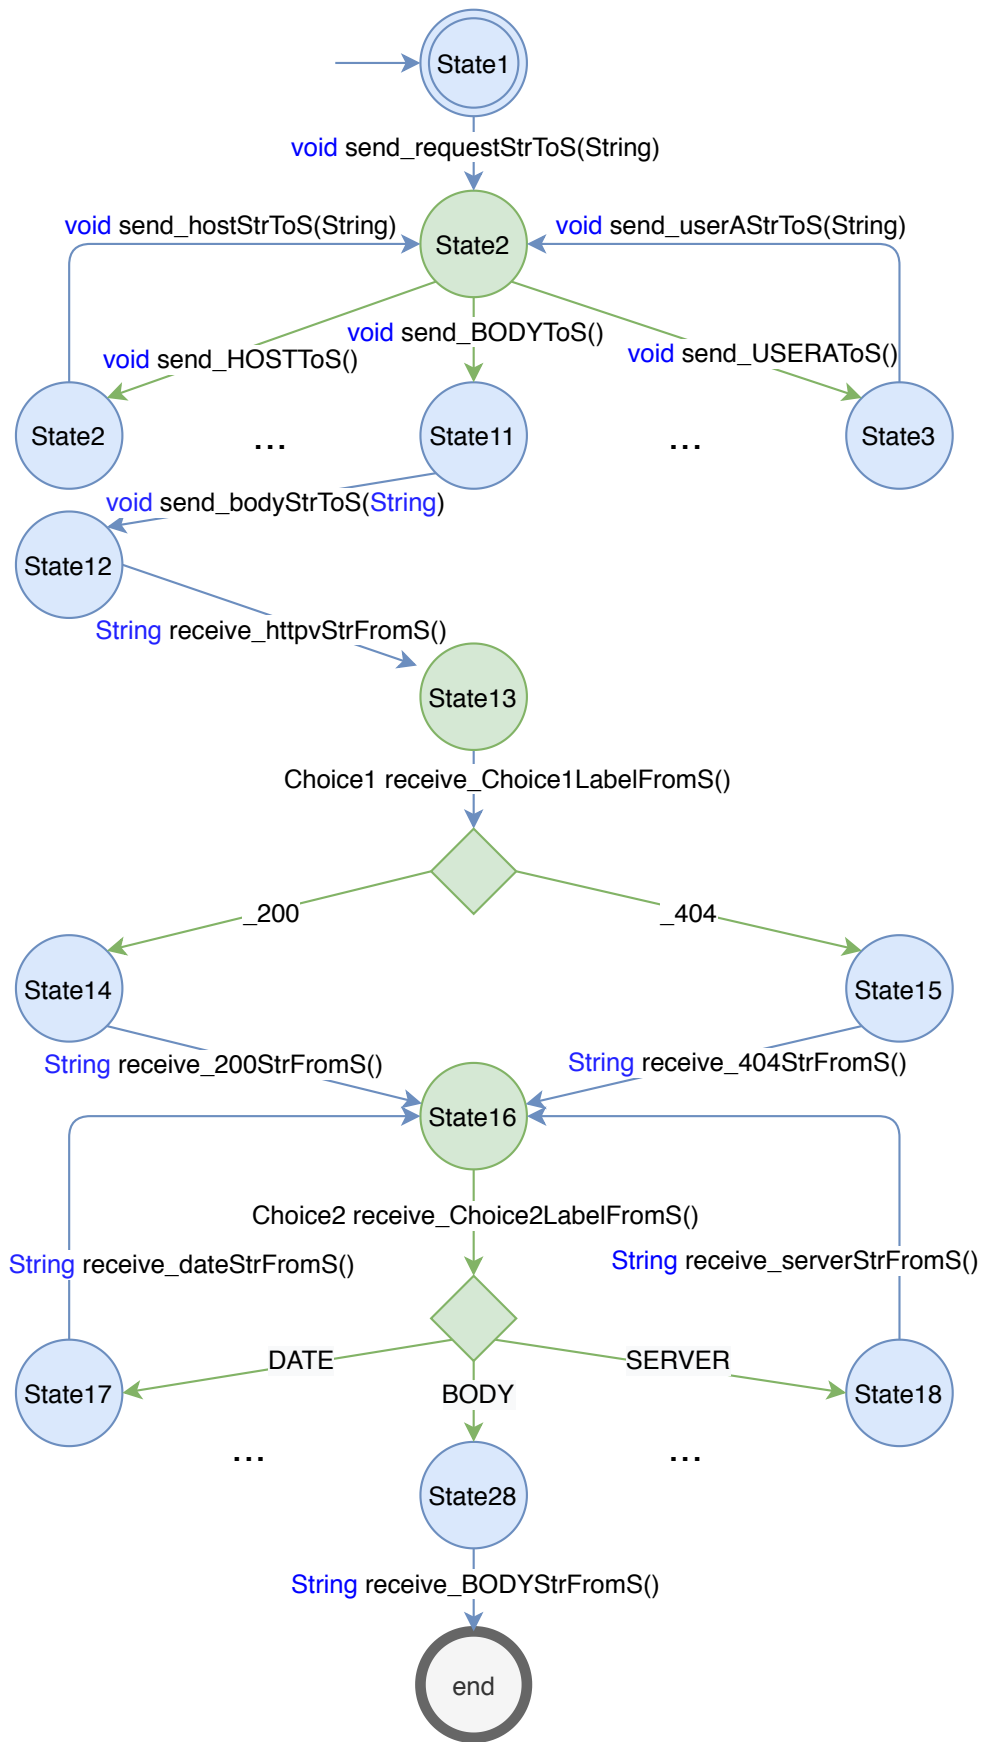 State1
void send_requestStrToS(String)
void send_hostStrToS(String)
void send_userAStrToS(String)
State2
void send_HOSTToS()
void send_BODYToS()
void send_USERAToS()
State2
...
State11
...
State3
void send_bodyStrToS(String)
State12
String receive_httpvStrFromS()
State13
Choice1 receive_Choice1LabelFromS()
_200
_404
State14
State15
String receive_200StrFromS()
String receive_404StrFromS()
State16
Choice2 receive_Choice2LabelFromS()
String receive_dateStrFromS()
String receive_serverStrFromS()
DATE
BODY
SERVER
State17
State18
...
...
State28
String receive_BODYStrFromS()
end